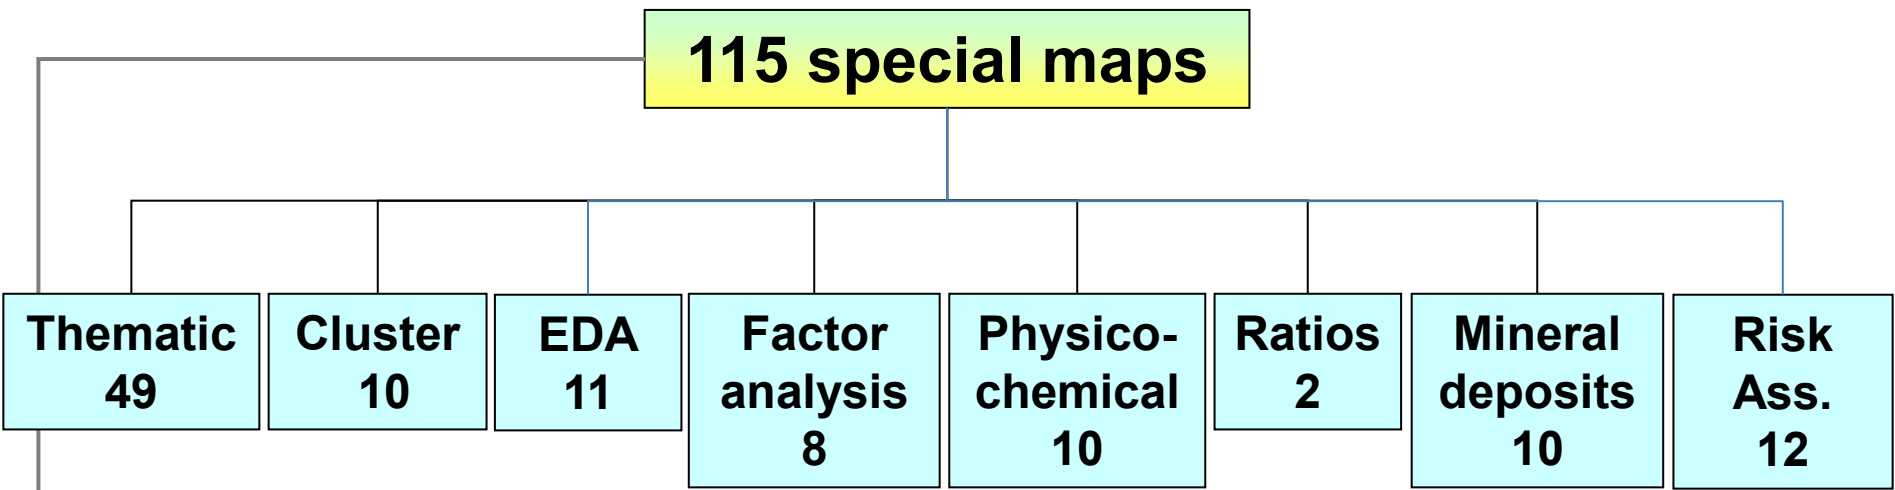 115 special maps
Thematic
49
Cluster
10
EDA
11
Factor
analysis
8
Physico-
chemical
10
Ratios
2
Mineral
deposits
10
Risk
Ass.
12